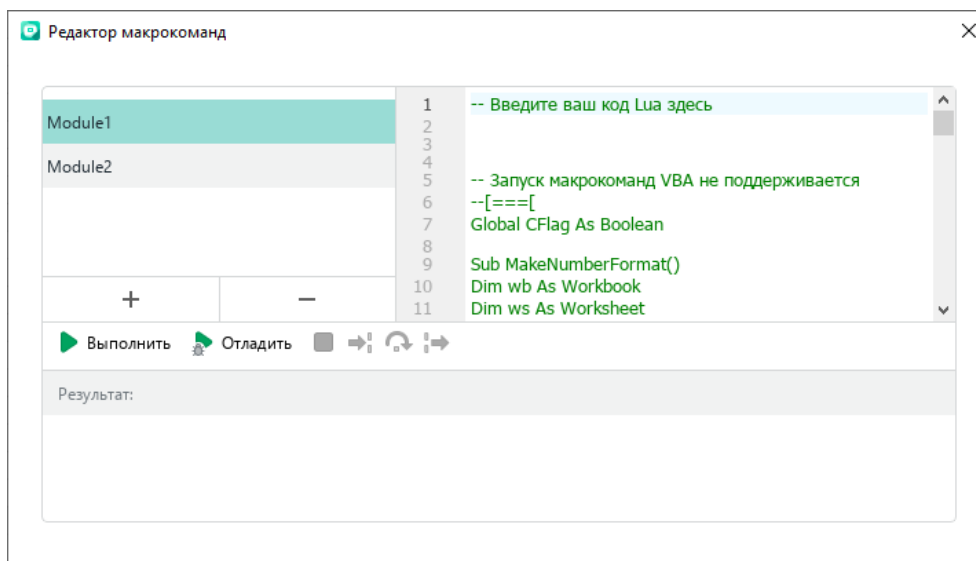 Редактор макрокоманд
Module1
Module2
1 -- Введите ваш код Lua здесь
2
3
4
5 -- Запуск макрокоманд VBA не поддерживается
6 --[===[
7 Global CFlag As Boolean
8
9 Sub MakeNumberFormat()
10 Dim wb As Workbook
11 Dim ws As Worksheet
Выполнить Отладить
Результат: